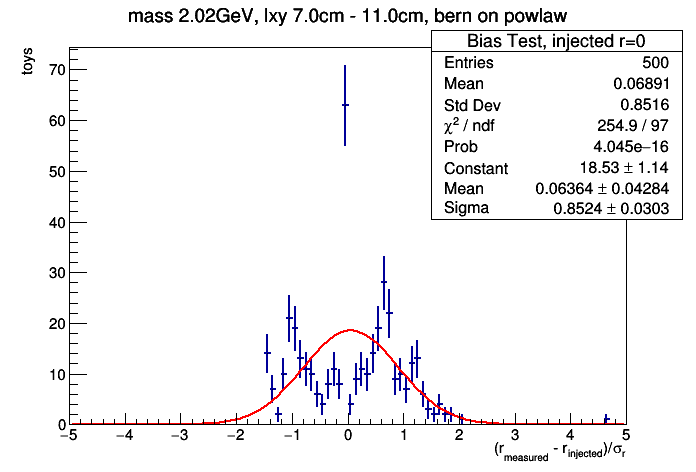 mass 2.02GeV, lxy 7.0cm - 11.0cm, bern on powlaw
Bias Test, injected r=0
Entries 500
Mean 0.06891
Std Dev 0.8516
χ² / ndf 254.9 / 97
Prob 4.045e−16
Constant 18.53 ± 1.14
Mean 0.06364 ± 0.04284
Sigma 0.8524 ± 0.0303
toys
70
60
50
40
30
20
10
0
−5 −4 −3 −2 −1 0 1 2 3 4 5
(r_measured - r_injected)/σ_r